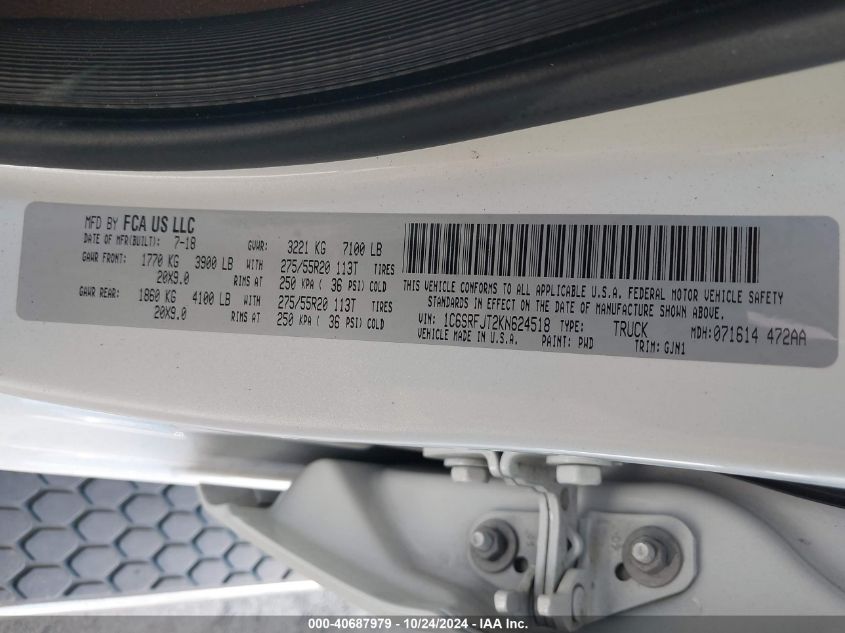 MFD BY FCA US LLC
DATE OF MFR(BUILT): 7-18 GVWR: 3221 KG 7100 LB
GAWR FRONT: 1770 KG 3900 LB WITH 275/55R20 113T TIRES
20X9.0 RIMS AT 250 KPA ( 36 PSI) COLD
GAWR REAR: 1860 KG 4100 LB WITH 275/55R20 113T TIRES
20X9.0 RIMS AT 250 KPA ( 36 PSI) COLD
THIS VEHICLE CONFORMS TO ALL APPLICABLE U.S.A. FEDERAL MOTOR VEHICLE SAFETY
STANDARDS IN EFFECT ON THE DATE OF MANUFACTURE SHOWN ABOVE.
VIN: 1C6SRFJT2KN624518 TYPE: TRUCK MDH:071614 472AA
VEHICLE MADE IN U.S.A. PAINT: PWD TRIM: GJN1
000-40687979 - 10/24/2024 - IAA Inc.